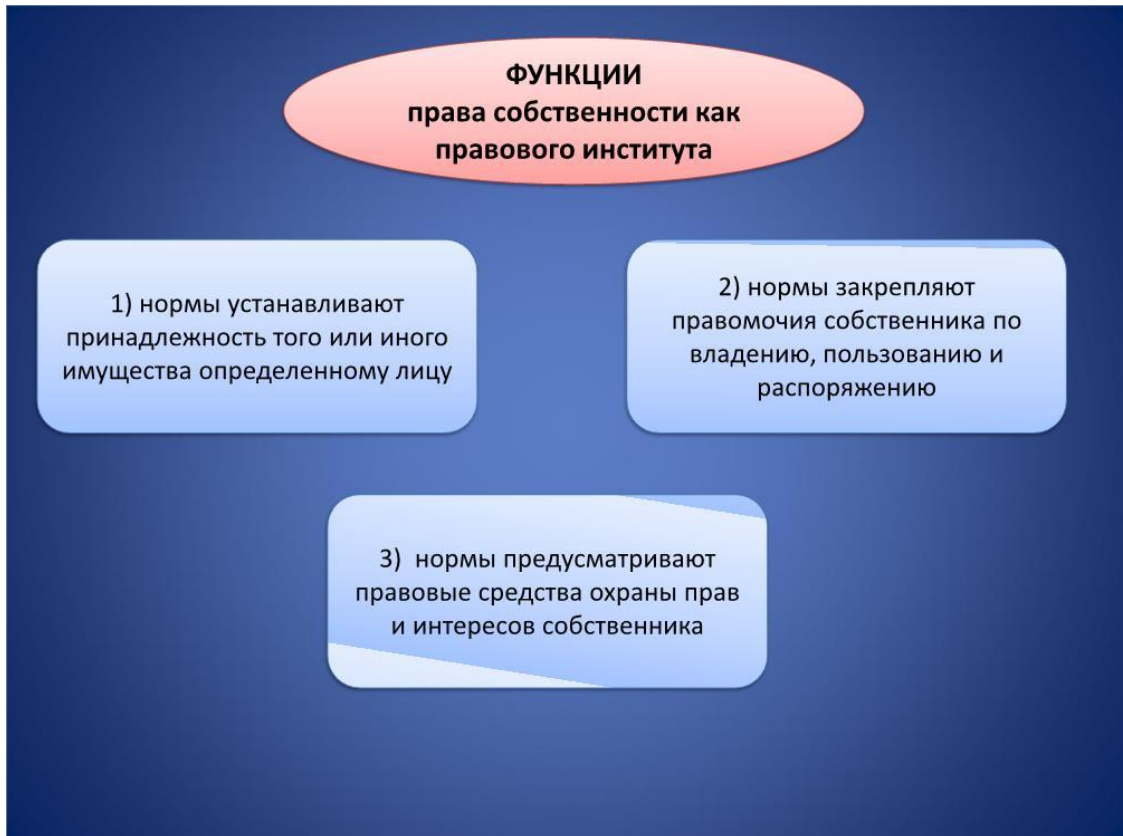 ФУНКЦИИ
права собственности как
правового института
1) нормы устанавливают
принадлежность того или иного
имущества определенному лицу
2) нормы закрепляют
правомочия собственника по
владению, пользованию и
распоряжению
3)  нормы предусматривают
правовые средства охраны прав
и интересов собственника